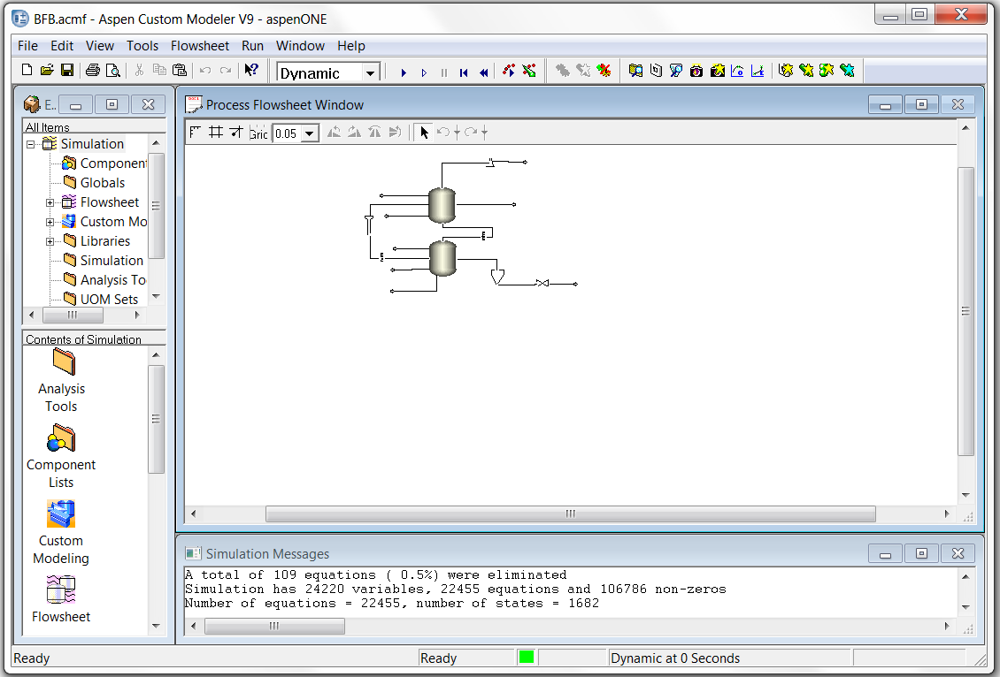 BFB.acmf - Aspen Custom Modeler V9 - aspenONE
File Edit View Tools Flowsheet Run Window Help
Dynamic
E..
All Items
Simulation
Component
Globals
Flowsheet
Custom Mo
Libraries
Simulation
Analysis To
UOM Sets
Contents of Simulation
Analysis
Tools
Component
Lists
Custom
Modeling
Flowsheet
Process Flowsheet Window
Gric 0.05
Simulation Messages
A total of 109 equations ( 0.5%) were eliminated
Simulation has 24220 variables, 22455 equations and 106786 non-zeros
Number of equations = 22455, number of states = 1682
Ready Ready Dynamic at 0 Seconds